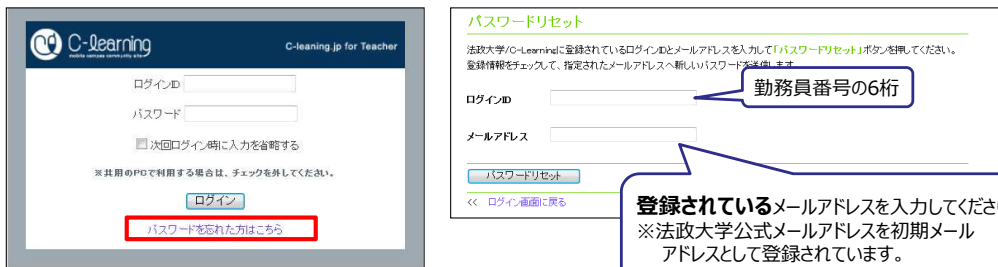 C-Learning
mobile campus community site
C-leaning.jp for Teacher
ログインID
パスワード
次回ログイン時に入力を省略する
※共用のPCで利用する場合は、チェックを外してください。
ログイン
パスワードを忘れた方はこちら
パスワードリセット
法政大学/C-Learningに登録されているログインIDとメールアドレスを入力して「パスワードリセット」ボタンを押してください。
登録情報をチェックして、指定されたメールアドレスへ新しいパスワードを送信します
ログインID
勤務員番号の6桁
メールアドレス
パスワードリセット
<< ログイン画面に戻る
登録されているメールアドレスを入力してくださ
※法政大学公式メールアドレスを初期メール
アドレスとして登録されています。